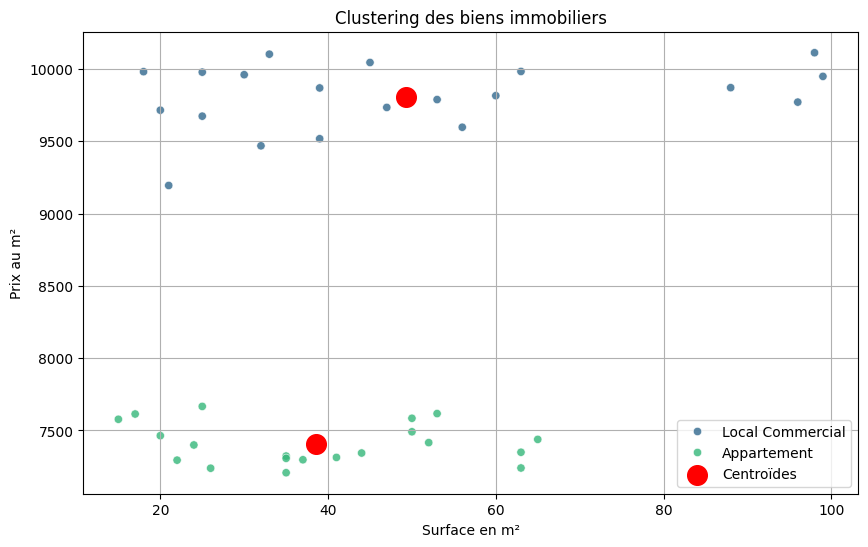 Clustering des biens immobiliers
Prix au m²
10000
9500
9000
8500
8000
7500
20
40
60
80
100
Surface en m²
Local Commercial
Appartement
Centroïdes